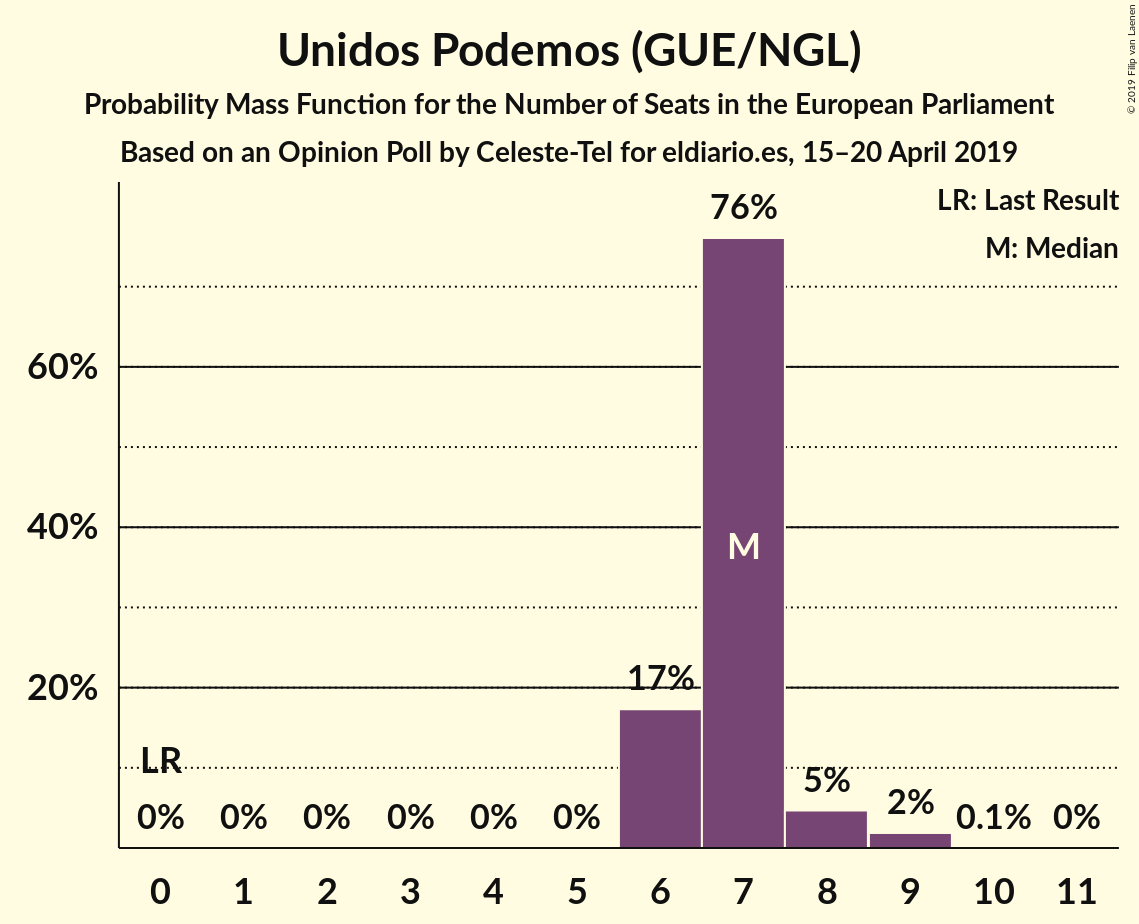 Unidos Podemos (GUE/NGL)
Probability Mass Function for the Number of Seats in the European Parliament
Based on an Opinion Poll by Celeste-Tel for eldiario.es, 15–20 April 2019
© 2019 Filip van Laenen
LR: Last Result
M: Median
76%
60%
40%
M
20%
17%
LR
0% 0% 0% 0% 0% 0% 5% 2% 0.1% 0%
0 1 2 3 4 5 6 7 8 9 10 11